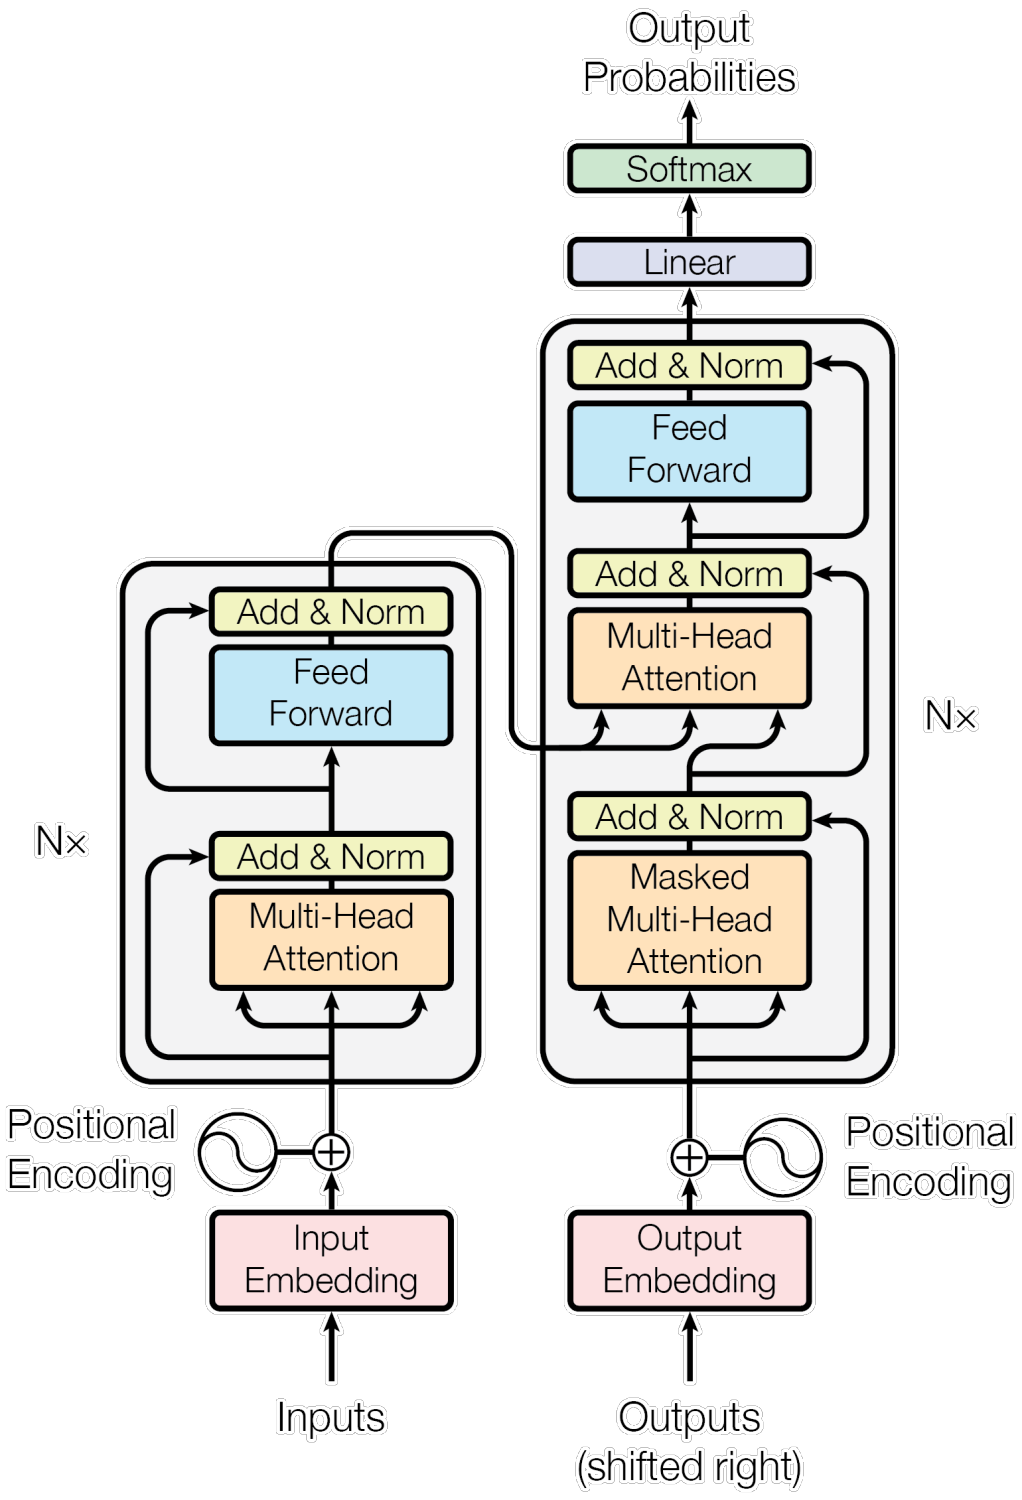 Output
Probabilities
Softmax
Linear
Add & Norm
Feed
Forward
Add & Norm
Multi-Head
Attention
N×
Add & Norm
Masked
Multi-Head
Attention
Add & Norm
Feed
Forward
N×
Add & Norm
Multi-Head
Attention
Positional
Encoding
Positional
Encoding
Input
Embedding
Output
Embedding
Inputs
Outputs
(shifted right)